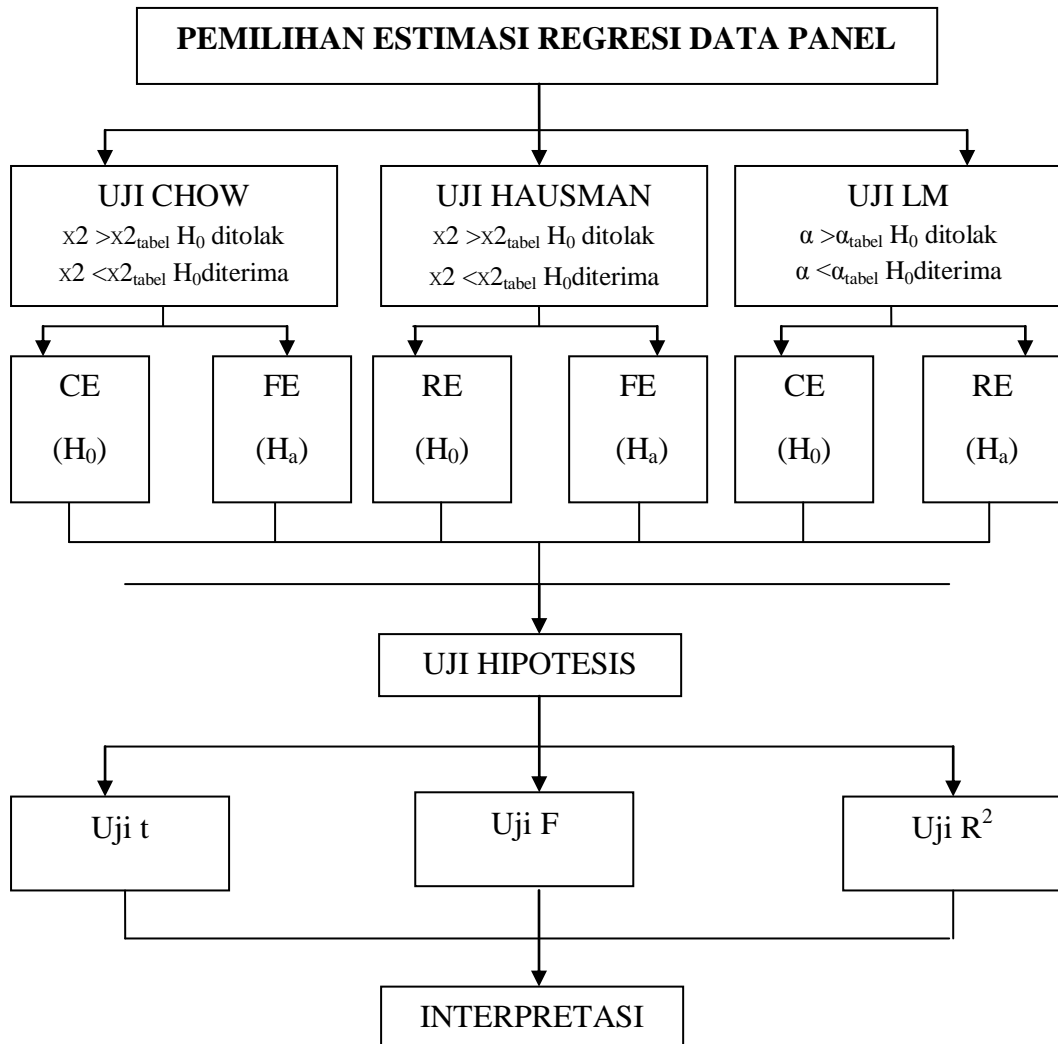 PEMILIHAN ESTIMASI REGRESI DATA PANEL
UJI CHOW
x2 >x2tabel H0 ditolak
x2 <x2tabel H0diterima
UJI HAUSMAN
x2 >x2tabel H0 ditolak
x2 <x2tabel H0diterima
UJI LM
α >αtabel H0 ditolak
α <αtabel H0diterima
CE
(H0)
FE
(Ha)
RE
(H0)
FE
(Ha)
CE
(H0)
RE
(Ha)
UJI HIPOTESIS
Uji t
Uji F
Uji R²
INTERPRETASI